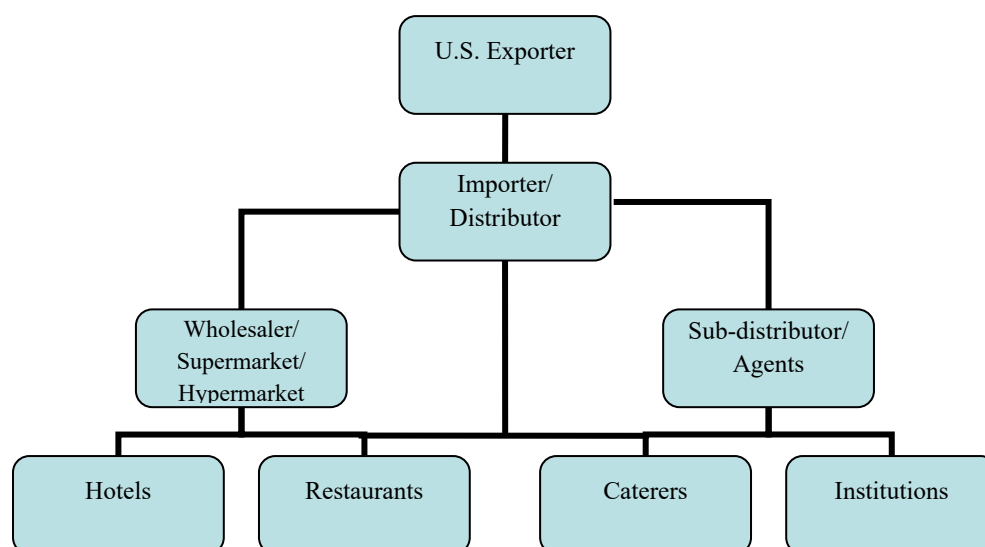 U.S. Exporter
Importer/
Distributor
Wholesaler/
Supermarket/
Hypermarket
Sub-distributor/
Agents
Hotels
Restaurants
Caterers
Institutions